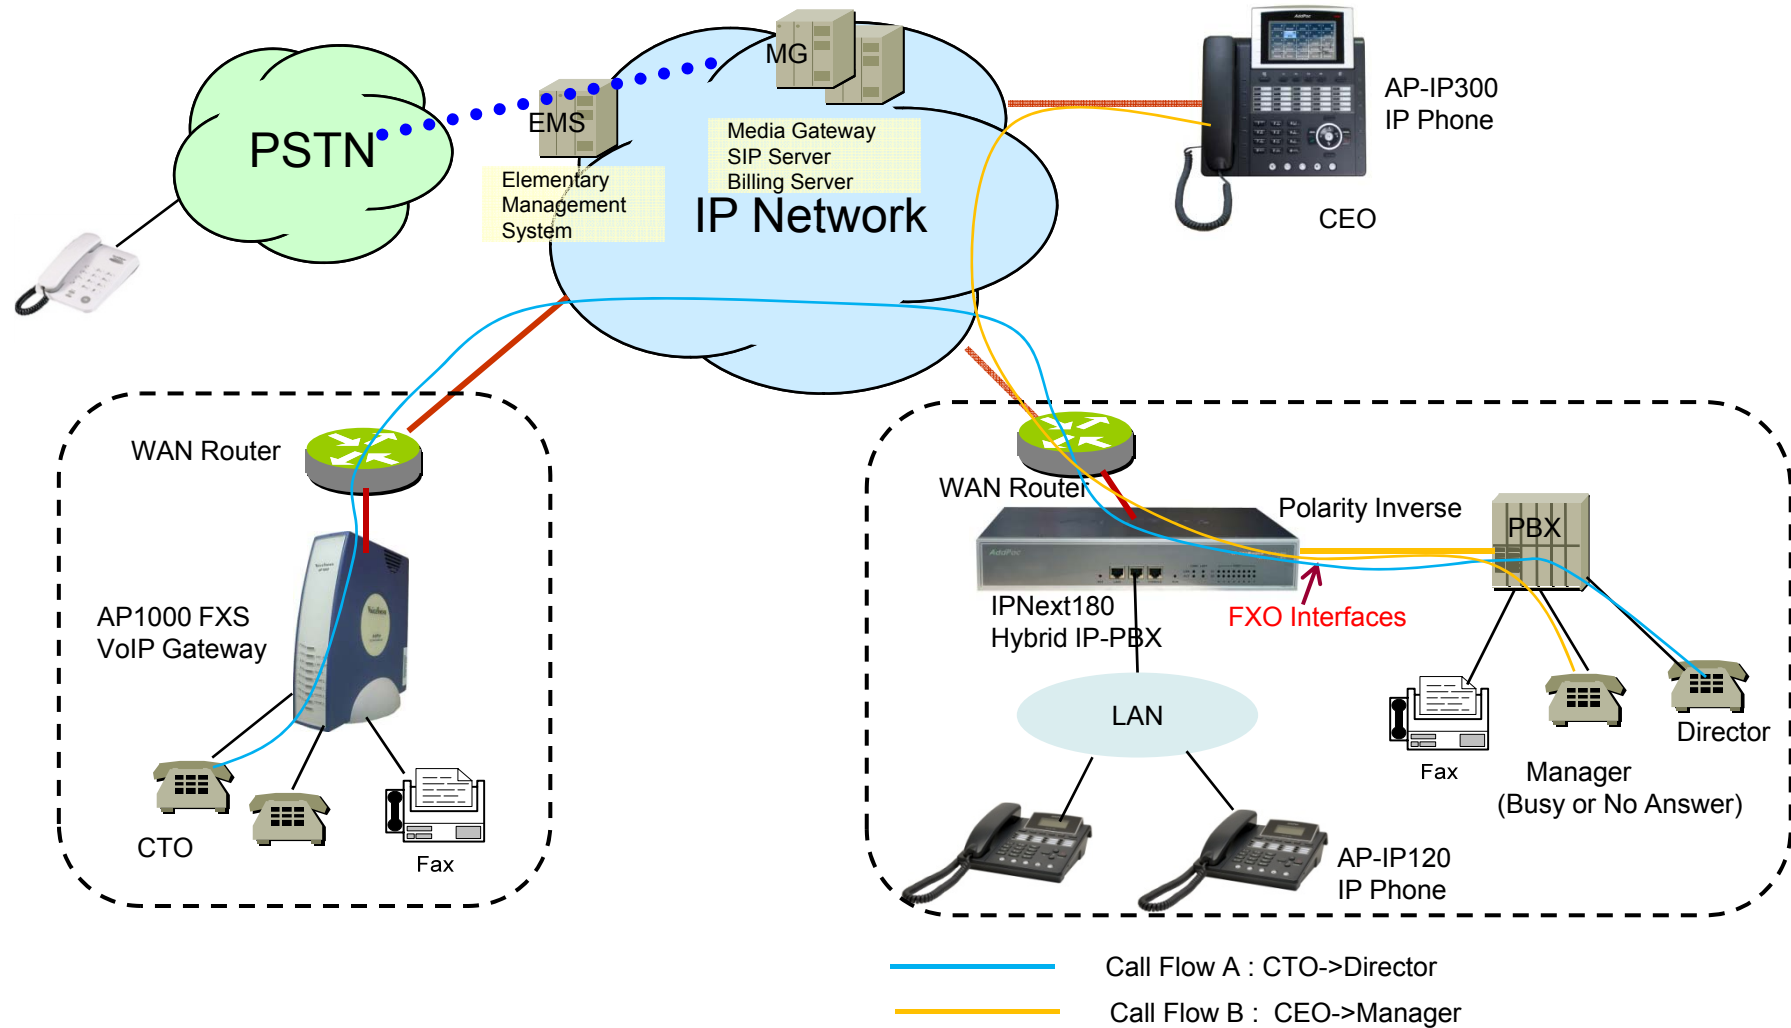 MG
AddPac
AP-IP300
IP Phone
EMS
PSTN
Media Gateway
SIP Server
Billing Server
Elementary
Management
System
IP Network
CEO
WAN Router
WAN Router
Polarity Inverse
PBX
AddPac
AP1000 FXS
VoIP Gateway
IPNext180
Hybrid IP-PBX
FXO Interfaces
LAN
Director
Fax
Manager
(Busy or No Answer)
CTO
Fax
AP-IP120
IP Phone
Call Flow A : CTO->Director
Call Flow B : CEO->Manager